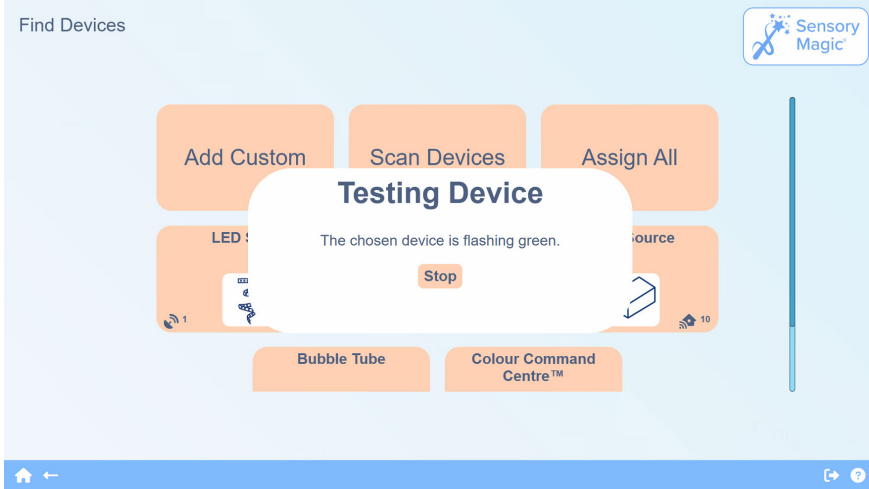 Find Devices
Sensory
Magic®
Add Custom
Scan Devices
Assign All
Testing Device
The chosen device is flashing green.
Stop
LED
ource
1
10
Bubble Tube
Colour Command
Centre™
?